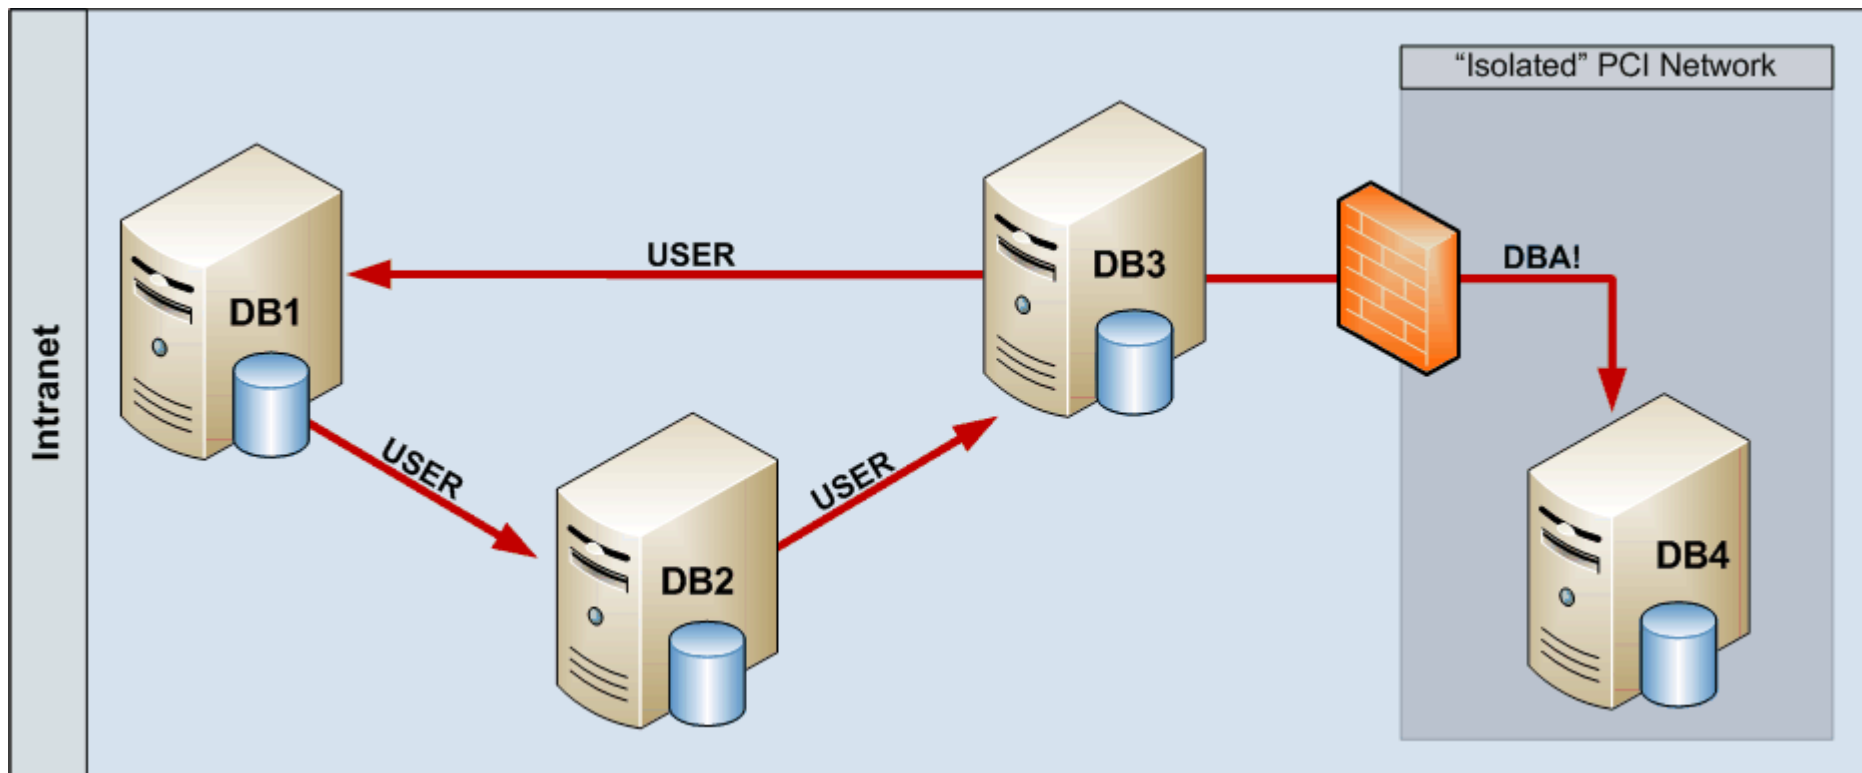 Intranet
“Isolated” PCI Network
USER
DBA!
DB3
DB1
USER
USER
DB2
DB4